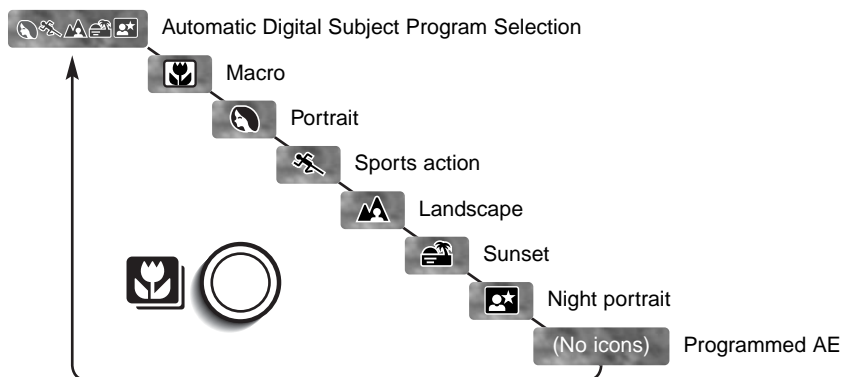 Automatic Digital Subject Program Selection
Macro
Portrait
Sports action
Landscape
Sunset
Night portrait
(No icons) Programmed AE